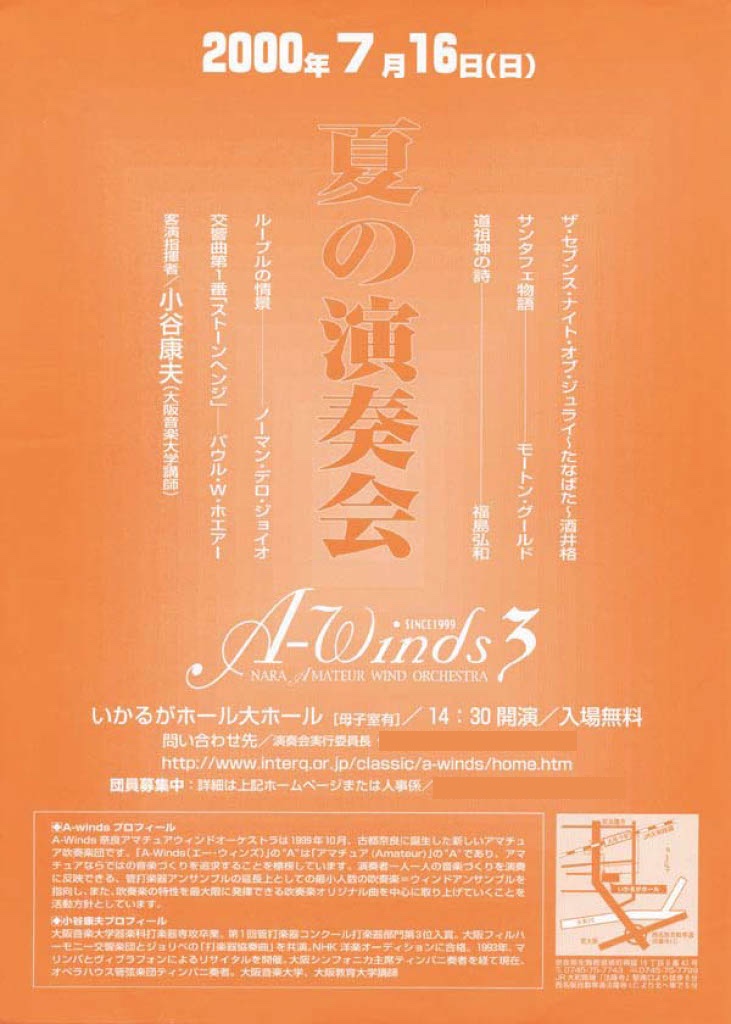 2000年7月16日(日)
夏の演奏会
ザ・セブンス・ナイト・オブ・ジュライ～たなばた～酒井格
サンタフェ物語――モートン・グールド
道祖神の詩――福島弘和
ルーブルの情景――ノーマン・デロ・ジョイオ
交響曲第1番「ストーンヘンジ」――パウル・W・ホエアー
客演指揮者／小谷康夫(大阪音楽大学講師)
A-Winds 3
SINCE1999
NARA AMATEUR WIND ORCHESTRA
いかるがホール大ホール [母子室有]／14：30開演／入場無料
問い合わせ先／演奏会実行委員長
http://www.interq.or.jp/classic/a-winds/home.htm
団員募集中：詳細は上記ホームページまたは人事係／
◆A-winds プロフィール
A-Winds 奈良アマチュアウィンドオーケストラは1999年10月、古都奈良に誕生した新しいアマチュ
ア吹奏楽団です。「A-Winds(エー・ウィンズ)」の"A"は「アマチュア (Amateur)」の"A"であり、アマ
チュアならではの音楽づくりを追求することを標榜しています。演奏者一人一人の音楽づくりを演奏
に反映できる、管打楽器アンサンブルの延長上としての最小人数の吹奏楽=ウィンドアンサンブルを
指向し、また、吹奏楽の特性を最大限に発揮できる吹奏楽オリジナル曲を中心に取り上げていくことを
活動方針としています。
◆小谷康夫プロフィール
大阪音楽大学器楽科打楽器専攻卒業。第1回管打楽器コンクール打楽器部門第3位入賞。大阪フィルハ
ーモニー交響楽団とジョリベの「打楽器協奏曲」を共演。NHK 洋楽オーディションに合格。1993年、マ
リンバとヴィブラフォンによるリサイタルを開催。大阪シンフォニカ主席ティンパニ奏者を経て現在、
オペラハウス管弦楽団ティンパニ奏者。大阪音楽大学、大阪教育大学講師
いかるがホール
0745-75-7743
0745-75-7799